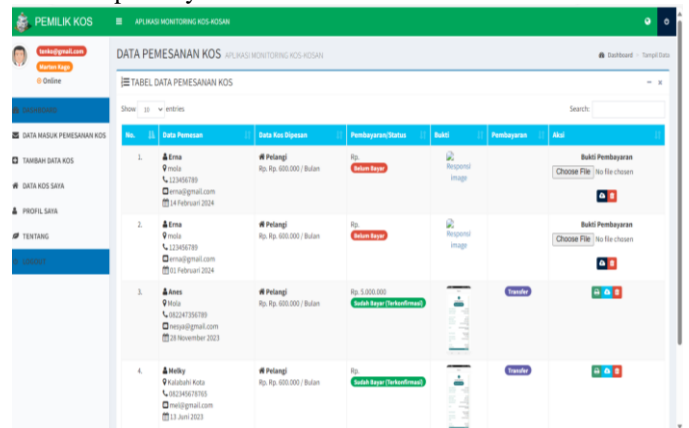 PEMILIK KOS
APLIKASI MONITORING KOS-KOSAN
Online
DATA MASUK PEMESANAN KOS
TAMBAH DATA KOS
DATA KOS SAYA
PROFIL SAYA
TENTANG
DATA PEMESANAN KOS APLIKASI MONITORING KOS-KOSAN
Dashboard Tampil Data
TABEL DATA PEMESANAN KOS
Show 10 entries
Search:
No. Data Pemesan Data Kos Dipesan Pembayaran/Status Bukti Pembayaran Aksi
1. Erna Pelangi Rp. Bukti Pembayaran
mola Rp. Rp. 600.000 / Bulan Belum Bayar Responsi Choose File No file chosen
123456789 image
erna@gmail.com
14 Februari 2024
2. Erna Pelangi Rp. Bukti Pembayaran
mola Rp. Rp. 600.000 / Bulan Belum Bayar Responsi Choose File No file chosen
123456789 image
erna@gmail.com
01 Februari 2024
3. Anes Pelangi Rp. 5.000.000 Transfer
Mola Rp. Rp. 600.000 / Bulan Sudah Bayar (Terkonfirmasi)
082247356789
nesya@gmail.com
28 November 2023
4. Melky Pelangi Rp. Transfer
Kalabahi Kota Rp. Rp. 600.000 / Bulan Sudah Bayar (Terkonfirmasi)
082345678765
mel@gmail.com
13 Juni 2023